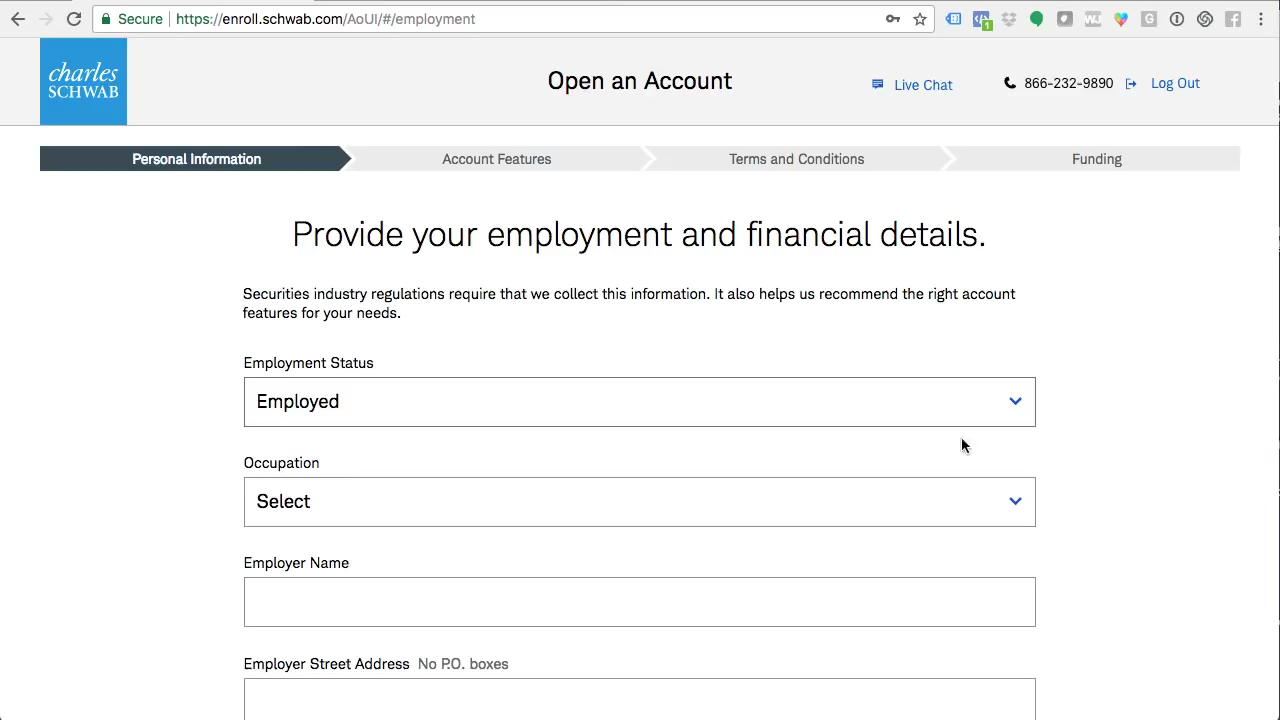 Secure | https://enroll.schwab.com/AoUI/#/employment
1
WJ
G
charles
SCHWAB
Open an Account
Live Chat
866-232-9890
Log Out
Personal Information
Account Features
Terms and Conditions
Funding
Provide your employment and financial details.
Securities industry regulations require that we collect this information. It also helps us recommend the right account
features for your needs.
Employment Status
Employed
Occupation
Select
Employer Name
Employer Street Address No P.O. boxes